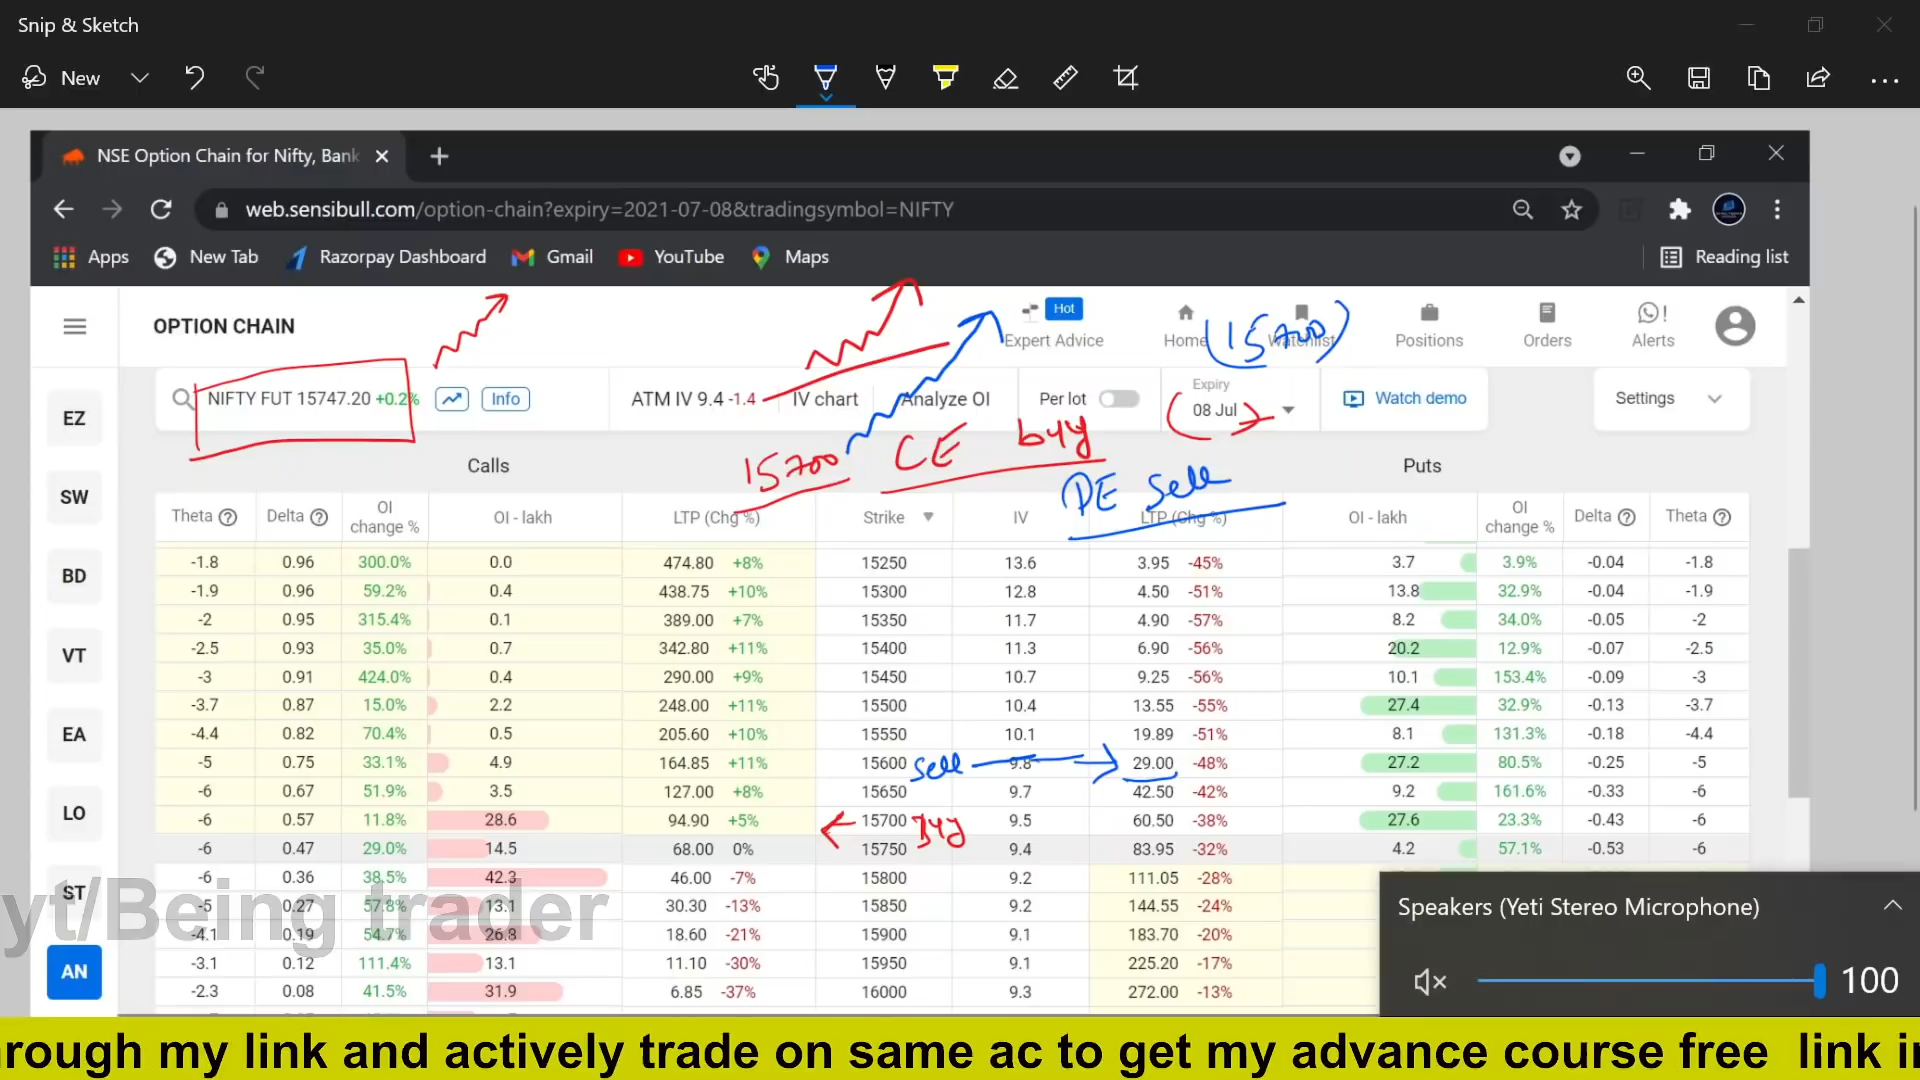 Snip & Sketch
New
NSE Option Chain for Nifty, Bank
web.sensibull.com/option-chain?expiry=2021-07-08&tradingsymbol=NIFTY
Apps New Tab Razorpay Dashboard Gmail YouTube Maps Reading list
OPTION CHAIN
Hot
Expert Advice Home Watchlist Positions Orders Alerts
(15700)
NIFTY FUT 15747.20 +0.2% Info ATM IV 9.4 -1.4 IV chart Analyze OI Per lot Expiry 08 Jul Watch demo Settings
15700 CE buy
PE sell
Calls Puts
Theta Delta OI change % OI - lakh LTP (Chg %) Strike IV LTP (Chg %) OI - lakh OI change % Delta Theta
-1.8 0.96 300.0% 0.0 474.80 +8% 15250 13.6 3.95 -45% 3.7 3.9% -0.04 -1.8
-1.9 0.96 59.2% 0.4 438.75 +10% 15300 12.8 4.50 -51% 13.8 32.9% -0.04 -1.9
-2 0.95 315.4% 0.1 389.00 +7% 15350 11.7 4.90 -57% 8.2 34.0% -0.05 -2
-2.5 0.93 35.0% 0.7 342.80 +11% 15400 11.3 6.90 -56% 20.2 12.9% -0.07 -2.5
-3 0.91 424.0% 0.4 290.00 +9% 15450 10.7 9.25 -56% 10.1 153.4% -0.09 -3
-3.7 0.87 15.0% 2.2 248.00 +11% 15500 10.4 13.55 -55% 27.4 32.9% -0.13 -3.7
-4.4 0.82 70.4% 0.5 205.60 +10% 15550 10.1 19.89 -51% 8.1 131.3% -0.18 -4.4
-5 0.75 33.1% 4.9 164.85 +11% 15600 sell 9.8 29.00 -48% 27.2 80.5% -0.25 -5
-6 0.67 51.9% 3.5 127.00 +8% 15650 9.7 42.50 -42% 9.2 161.6% -0.33 -6
-6 0.57 11.8% 28.6 94.90 +5% 15700 Buy 9.5 60.50 -38% 27.6 23.3% -0.43 -6
-6 0.47 29.0% 14.5 68.00 0% 15750 9.4 83.95 -32% 4.2 57.1% -0.53 -6
-6 0.36 38.5% 42.3 46.00 -7% 15800 9.2 111.05 -28%
-5 0.27 57.8% 13.1 30.30 -13% 15850 9.2 144.55 -24%
-4.1 0.19 54.7% 26.8 18.60 -21% 15900 9.1 183.70 -20%
-3.1 0.12 111.4% 13.1 11.10 -30% 15950 9.1 225.20 -17%
-2.3 0.08 41.5% 31.9 6.85 -37% 16000 9.3 272.00 -13%
EZ
SW
BD
VT
EA
LO
ST
AN
yt/Being trader
Speakers (Yeti Stereo Microphone)
100
rough my link and actively trade on same ac to get my advance course free link in